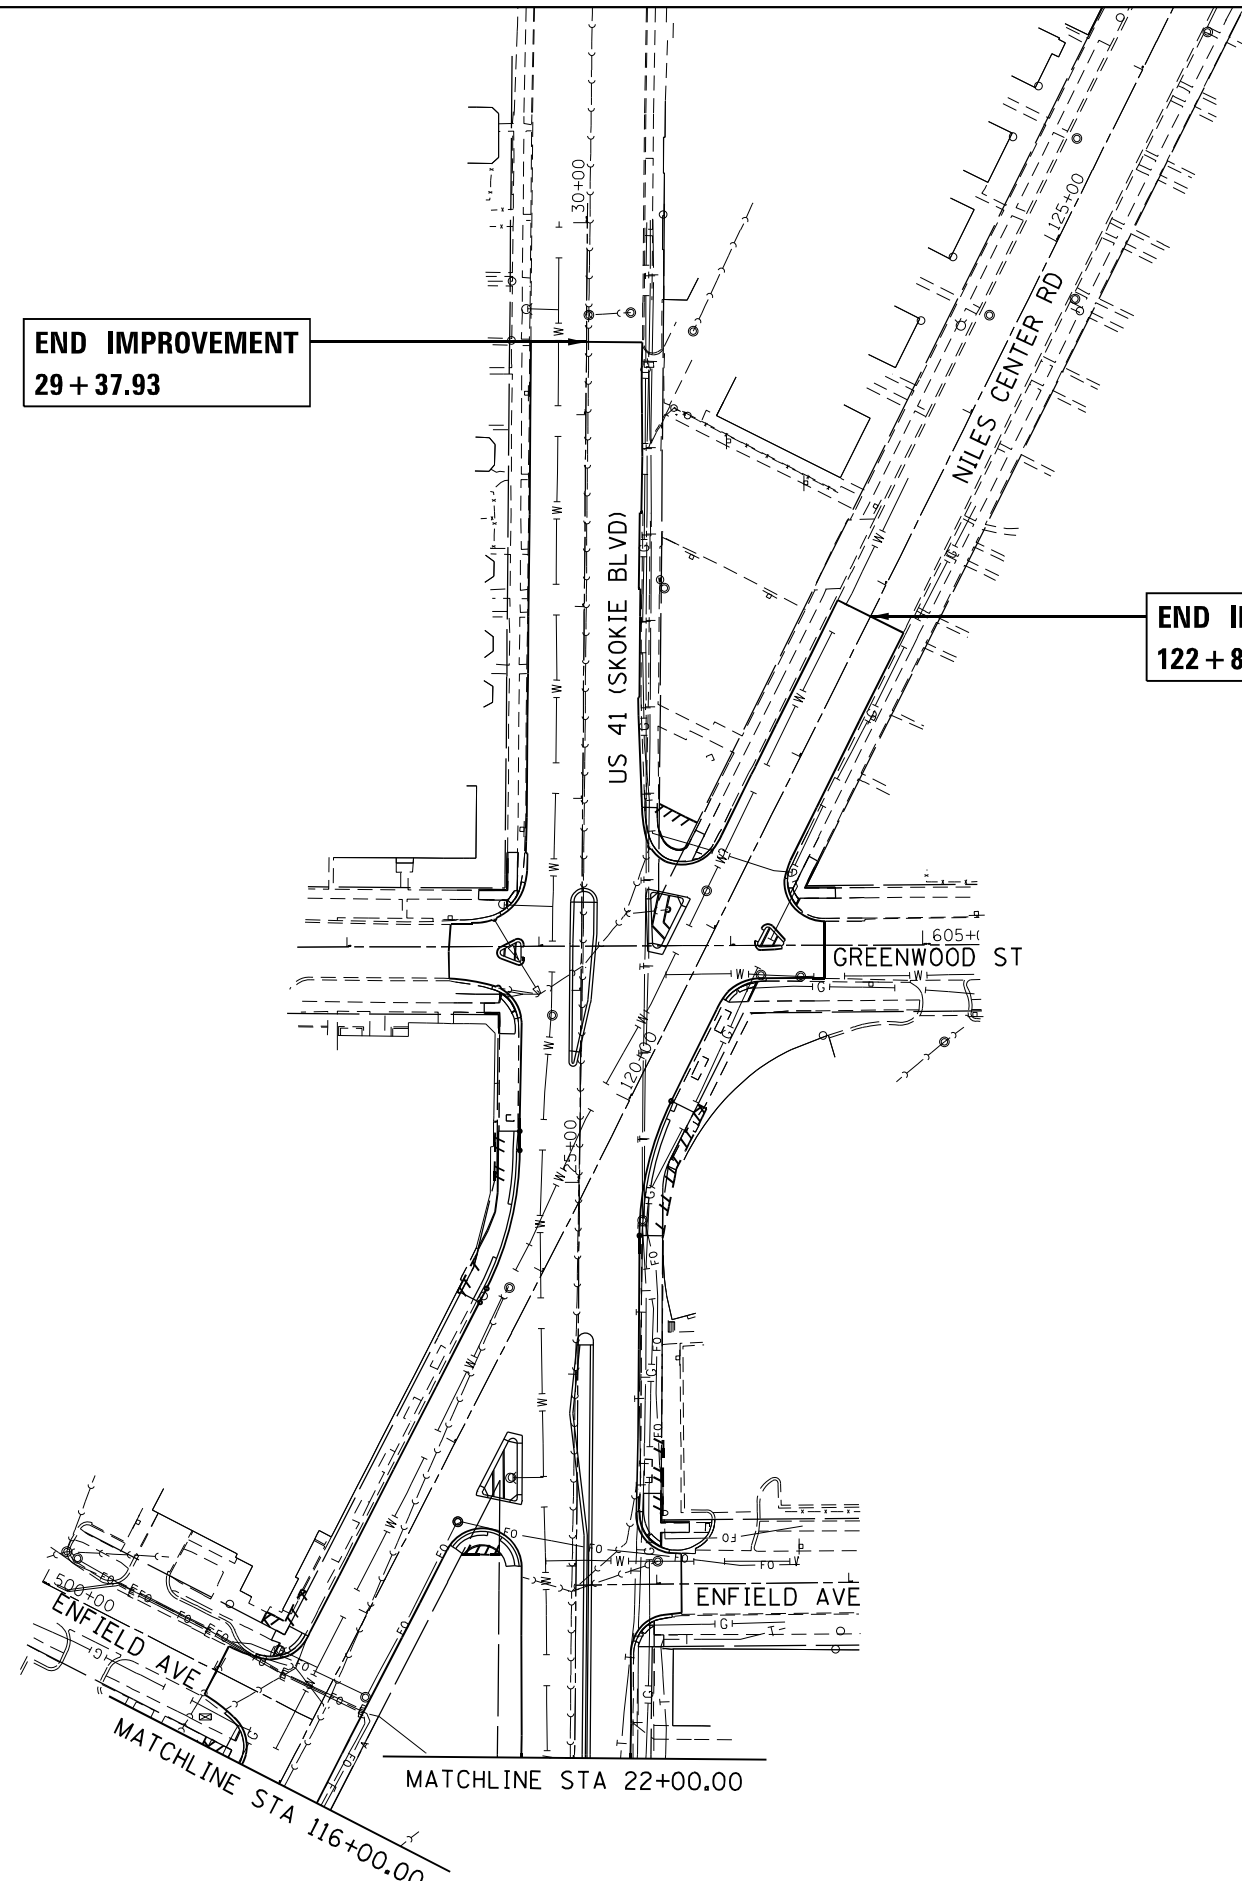 30+00
125+00
END IMPROVEMENT
29+37.93
NILES CENTER RD
US 41 (SKOKIE BLVD)
END
122+8
605+
GREENWOOD ST
120+00
25+00
500+00
ENFIELD AVE
ENFIELD AVE
MATCHLINE STA 22+00.00
MATCHLINE STA 116+00.00